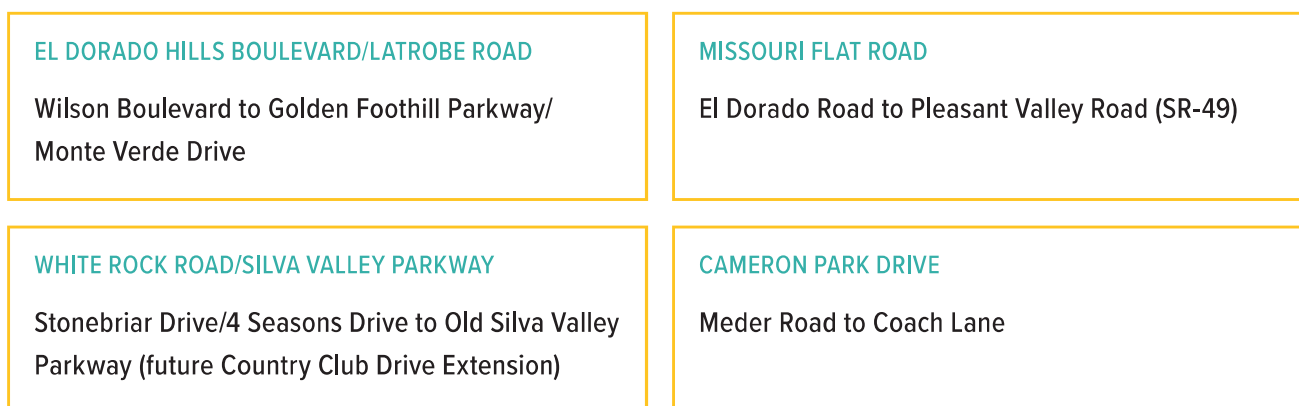 EL DORADO HILLS BOULEVARD/LATROBE ROAD
Wilson Boulevard to Golden Foothill Parkway/
Monte Verde Drive
MISSOURI FLAT ROAD
El Dorado Road to Pleasant Valley Road (SR-49)
WHITE ROCK ROAD/SILVA VALLEY PARKWAY
Stonebriar Drive/4 Seasons Drive to Old Silva Valley
Parkway (future Country Club Drive Extension)
CAMERON PARK DRIVE
Meder Road to Coach Lane